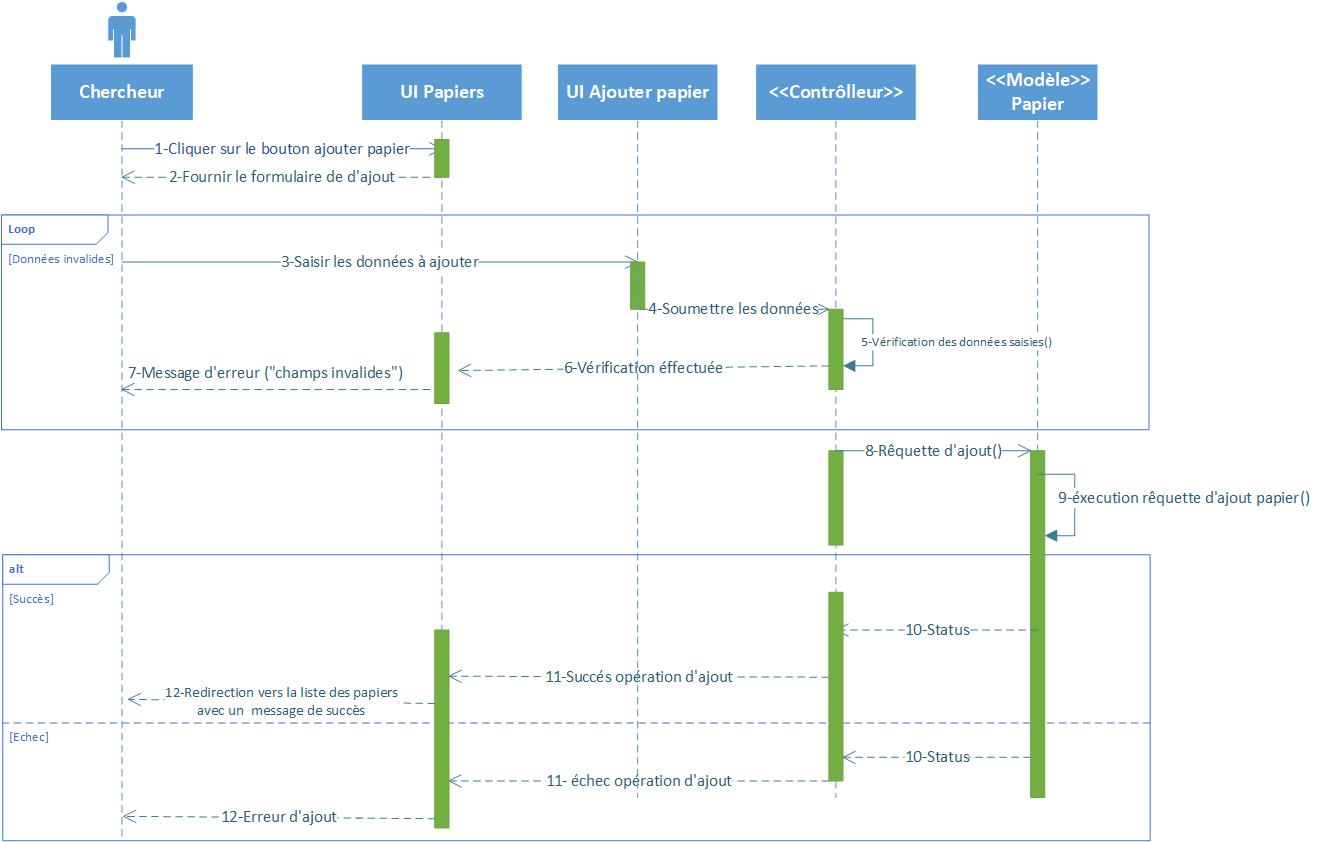 Chercheur
UI Papiers
UI Ajouter papier
<<Contrôlleur>>
<<Modèle>>
Papier
1-Cliquer sur le bouton ajouter papier
2-Fournir le formulaire de d'ajout
Loop
[Données invalides]
3-Saisir les données à ajouter
4-Soumettre les données
5-Vérification des données saisies()
6-Vérification éffectuée
7-Message d'erreur ("champs invalides")
8-Rêquette d'ajout()
9-éxecution rêquette d'ajout papier()
alt
[Succès]
10-Status
11-Succés opération d'ajout
12-Redirection vers la liste des papiers
avec un message de succès
[Echec]
10-Status
11- échec opération d'ajout
12-Erreur d'ajout